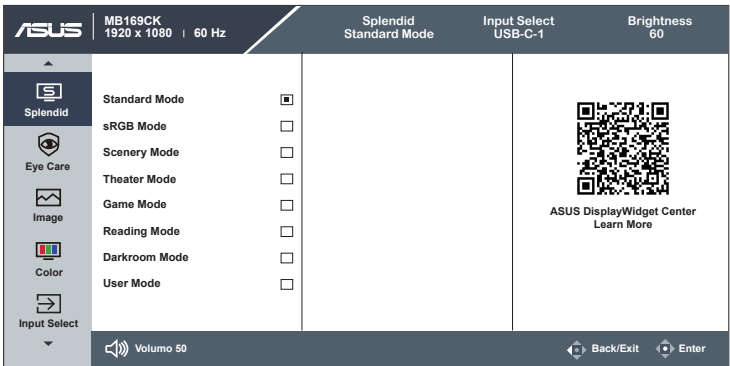 ASUS
MB169CK
1920 x 1080 | 60 Hz
Splendid
Standard Mode
Input Select
USB-C-1
Brightness
60
Splendid
Eye Care
Image
Color
Input Select
Standard Mode
sRGB Mode
Scenery Mode
Theater Mode
Game Mode
Reading Mode
Darkroom Mode
User Mode
ASUS DisplayWidget Center
Learn More
Volumo 50
Back/Exit
Enter